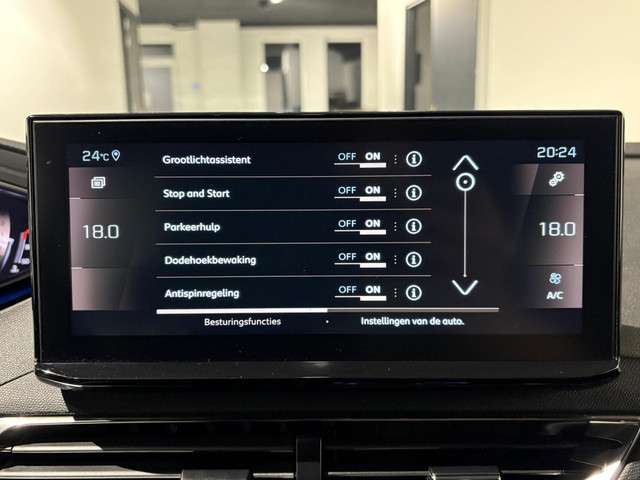 24°C 20:24
Grootlichtassistent OFF ON
Stop and Start OFF ON
Parkeerhulp OFF ON
18.0 18.0
Dodehoekbewaking OFF ON
Antispinregeling OFF ON
A/C
Besturingsfuncties • Instellingen van de auto.